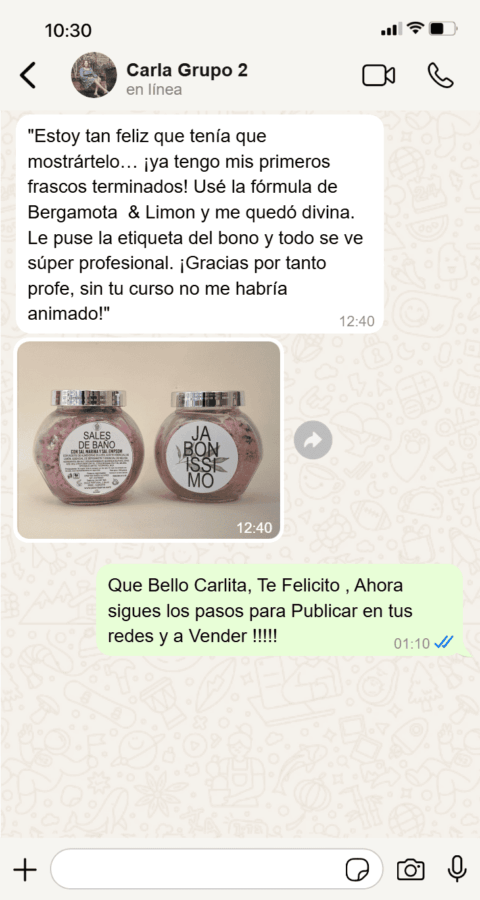 10:30
Carla Grupo 2
en línea
"Estoy tan feliz que tenía que
mostrártelo… ¡ya tengo mis primeros
frascos terminados! Usé la fórmula de
Bergamota & Limon y me quedó divina.
Le puse la etiqueta del bono y todo se ve
súper profesional. ¡Gracias por tanto
profe, sin tu curso no me habría
animado!"
12:40
SALES
DE BAÑO
CON SAL MARINA Y SAL EPSOM
JA
BON
ISSI
MO
12:40
Que Bello Carlita, Te Felicito , Ahora
sigues los pasos para Publicar en tus
redes y a Vender !!!!!
01:10